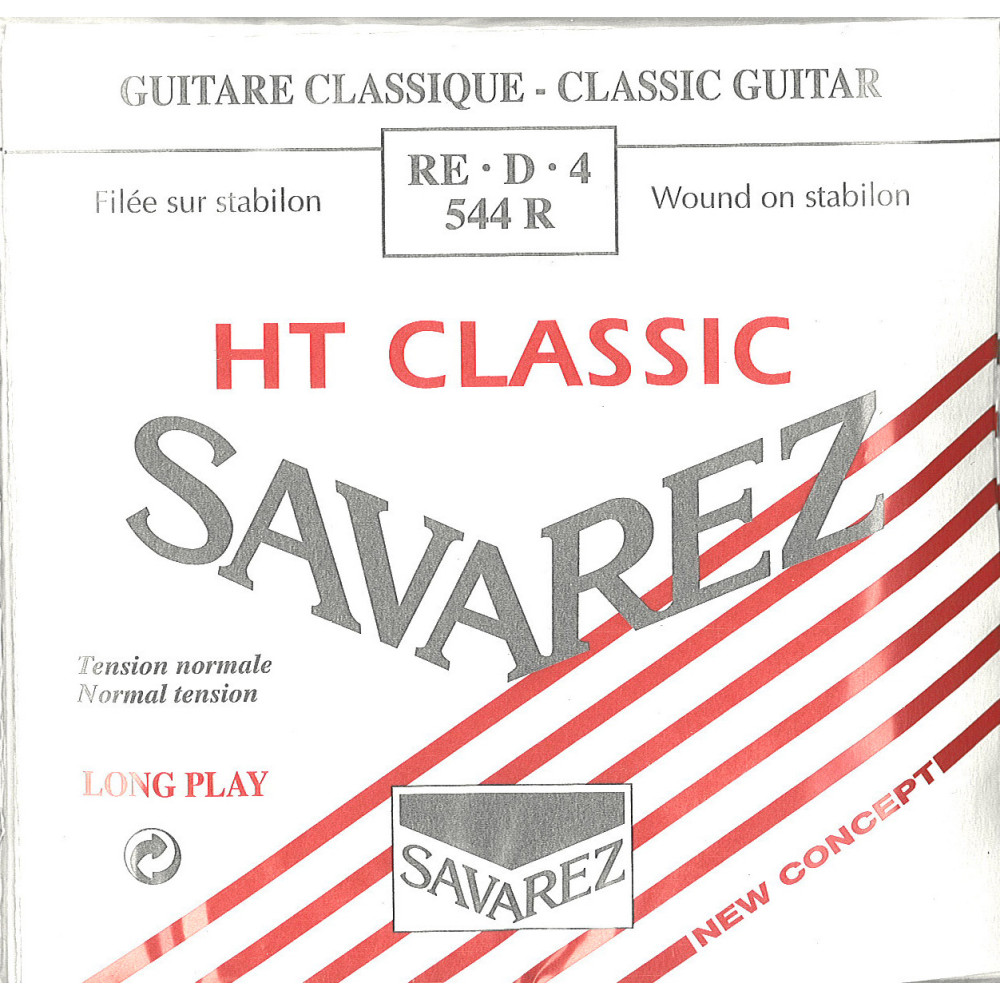 GUITARE CLASSIQUE - CLASSIC GUITAR
RE · D · 4
544 R
Filée sur stabilon
Wound on stabilon
HT CLASSIC
SAVAREZ
Tension normale
Normal tension
LONG PLAY
SAVAREZ
NEW CONCEPT